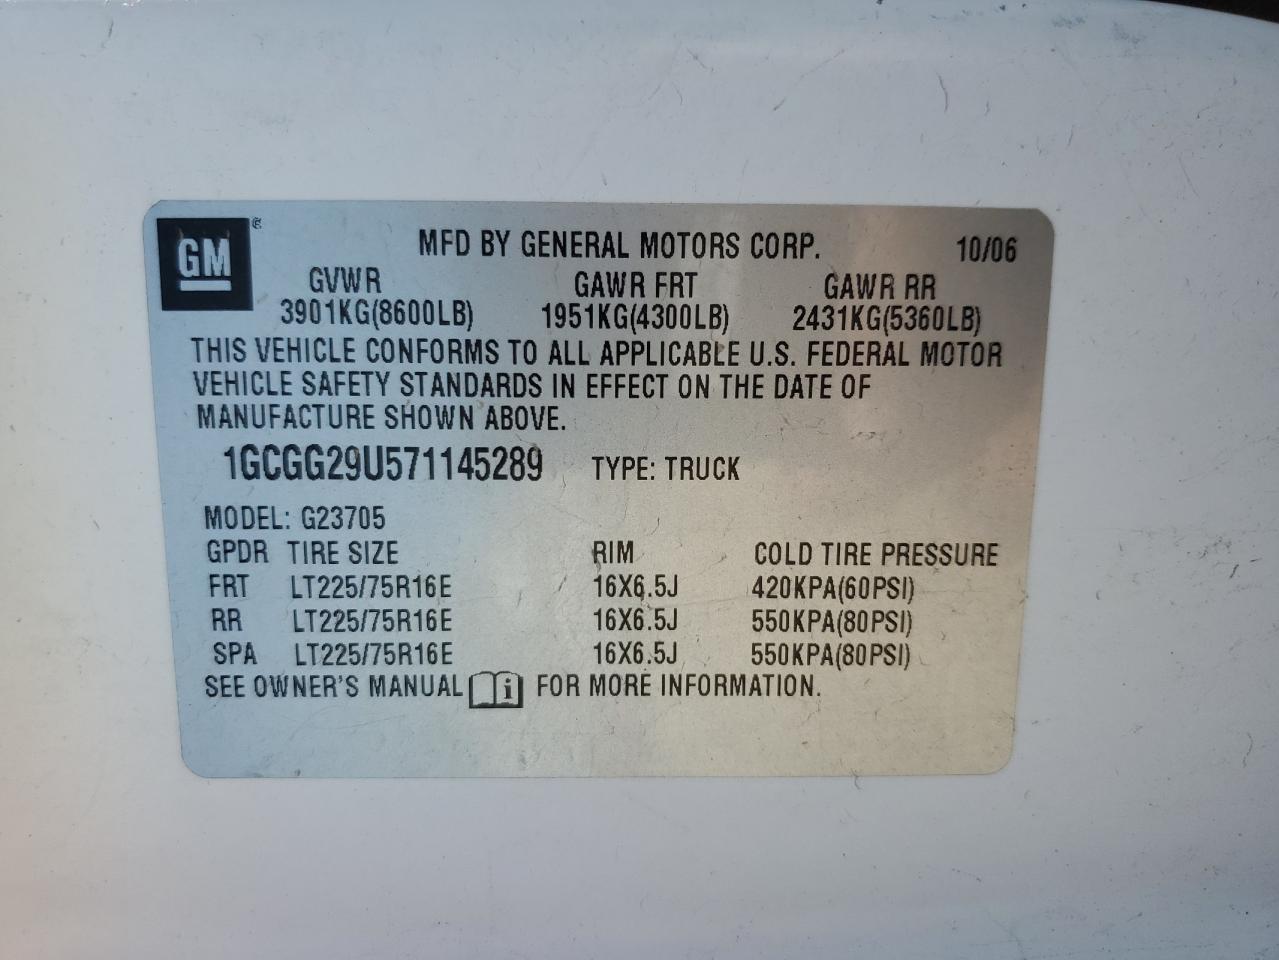 GM
MFD BY GENERAL MOTORS CORP. 10/06
GVWR GAWR FRT GAWR RR
3901KG(8600LB) 1951KG(4300LB) 2431KG(5360LB)
THIS VEHICLE CONFORMS TO ALL APPLICABLE U.S. FEDERAL MOTOR
VEHICLE SAFETY STANDARDS IN EFFECT ON THE DATE OF
MANUFACTURE SHOWN ABOVE.
1GCGG29U571145289 TYPE: TRUCK
MODEL: G23705
GPDR TIRE SIZE RIM COLD TIRE PRESSURE
FRT LT225/75R16E 16X6.5J 420KPA(60PSI)
RR LT225/75R16E 16X6.5J 550KPA(80PSI)
SPA LT225/75R16E 16X6.5J 550KPA(80PSI)
SEE OWNER'S MANUAL i FOR MORE INFORMATION.